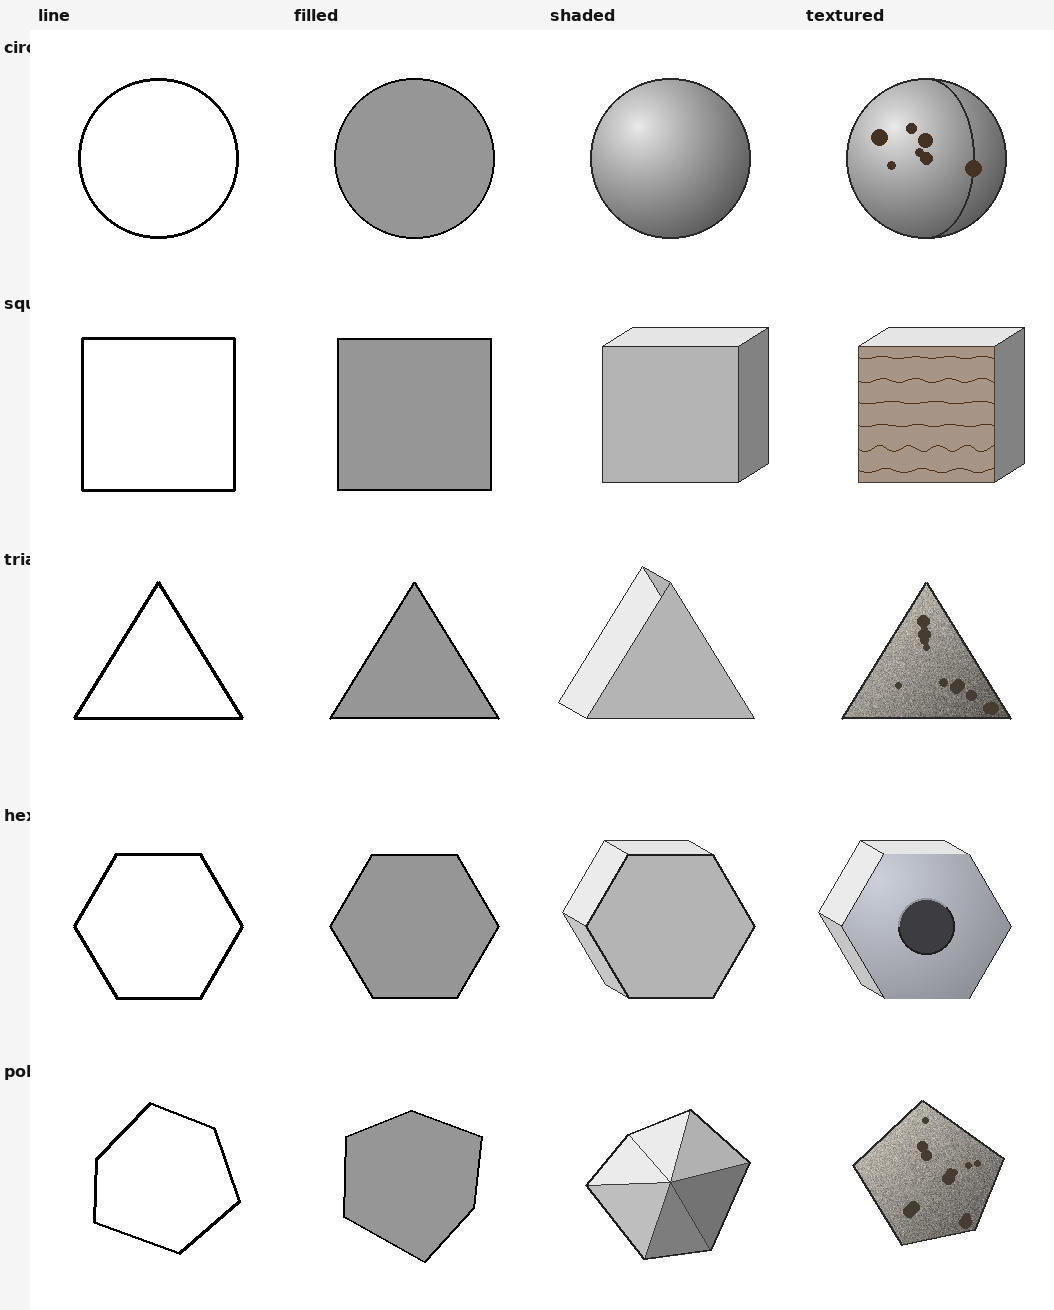 line filled shaded textured
circ
squ
tria
hex
pol